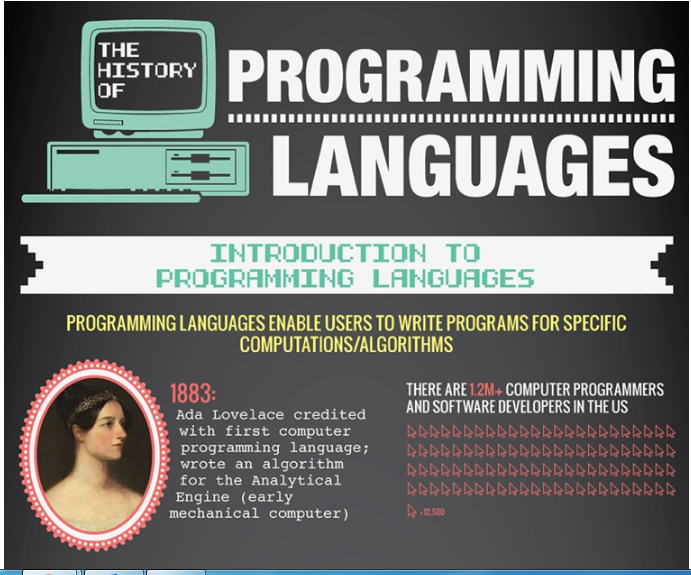 THE
HISTORY
OF
PROGRAMMING
LANGUAGES
INTRODUCTION TO
PROGRAMMING LANGUAGES
PROGRAMMING LANGUAGES ENABLE USERS TO WRITE PROGRAMS FOR SPECIFIC
COMPUTATIONS/ALGORITHMS
1883:
Ada Lovelace credited
with first computer
programming language;
wrote an algorithm
for the Analytical
Engine (early
mechanical computer)
THERE ARE 1.2M+ COMPUTER PROGRAMMERS
AND SOFTWARE DEVELOPERS IN THE US
=12,500